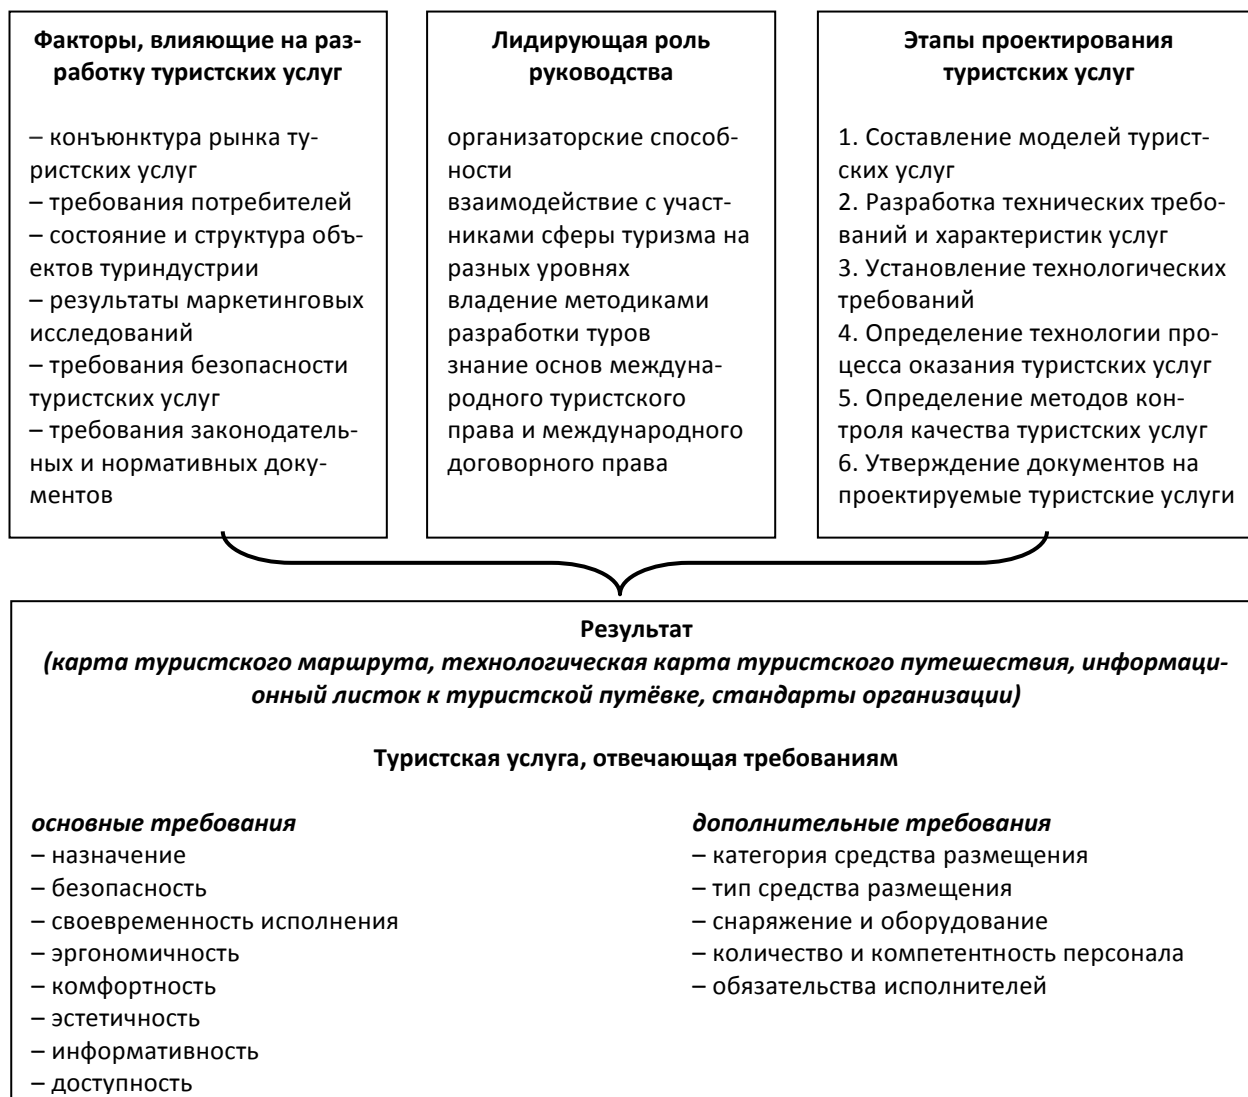 Факторы, влияющие на раз-
работку туристских услуг
– конъюнктура рынка ту-
ристских услуг
– требования потребителей
– состояние и структура объ-
ектов туриндустрии
– результаты маркетинговых
исследований
– требования безопасности
туристских услуг
– требования законодатель-
ных и нормативных доку-
ментов
Лидирующая роль
руководства
организаторские способ-
ности
взаимодействие с участ-
никами сферы туризма на
разных уровнях
владение методиками
разработки туров
знание основ междуна-
родного туристского
права и международного
договорного права
Этапы проектирования
туристских услуг
1. Составление моделей турист-
ских услуг
2. Разработка технических требо-
ваний и характеристик услуг
3. Установление технологических
требований
4. Определение технологии про-
цесса оказания туристских услуг
5. Определение методов кон-
троля качества туристских услуг
6. Утверждение документов на
проектируемые туристские услуги
Результат
(карта туристского маршрута, технологическая карта туристского путешествия, информаци-
онный листок к туристской путёвке, стандарты организации)
Туристская услуга, отвечающая требованиям
основные требования
– назначение
– безопасность
– своевременность исполнения
– эргономичность
– комфортность
– эстетичность
– информативность
– доступность
дополнительные требования
– категория средства размещения
– тип средства размещения
– снаряжение и оборудование
– количество и компетентность персонала
– обязательства исполнителей